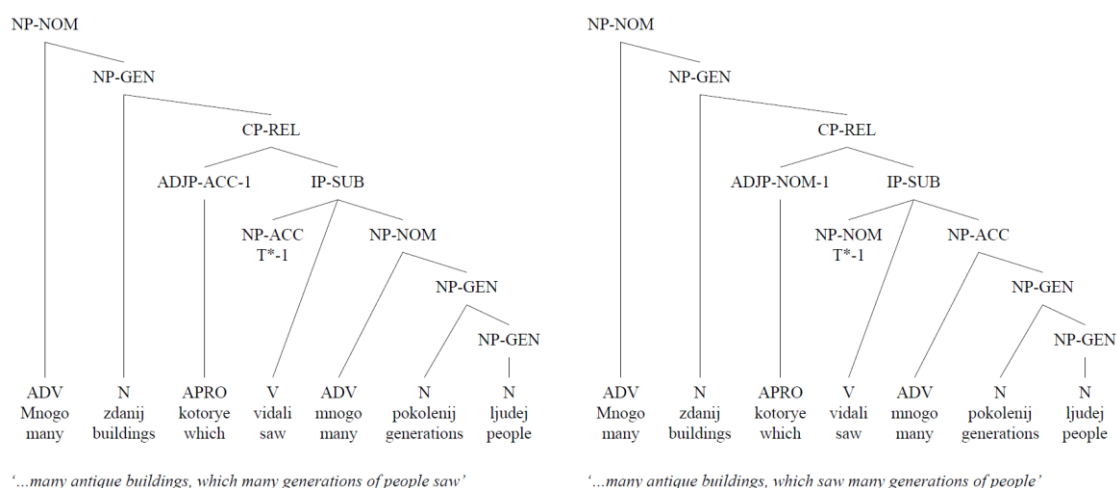 NP-NOM
NP-GEN
CP-REL
ADJP-ACC-1 IP-SUB
NP-ACC NP-NOM
T*-1
NP-GEN
NP-GEN
ADV N APRO V ADV N N
Mnogo zdanij kotorye vidali mnogo pokolenij ljudej
many buildings which saw many generations people
‘…many antique buildings, which many generations of people saw’
NP-NOM
NP-GEN
CP-REL
ADJP-NOM-1 IP-SUB
NP-NOM NP-ACC
T*-1
NP-GEN
NP-GEN
ADV N APRO V ADV N N
Mnogo zdanij kotorye vidali mnogo pokolenij ljudej
many buildings which saw many generations people
‘…many antique buildings, which saw many generations of people’